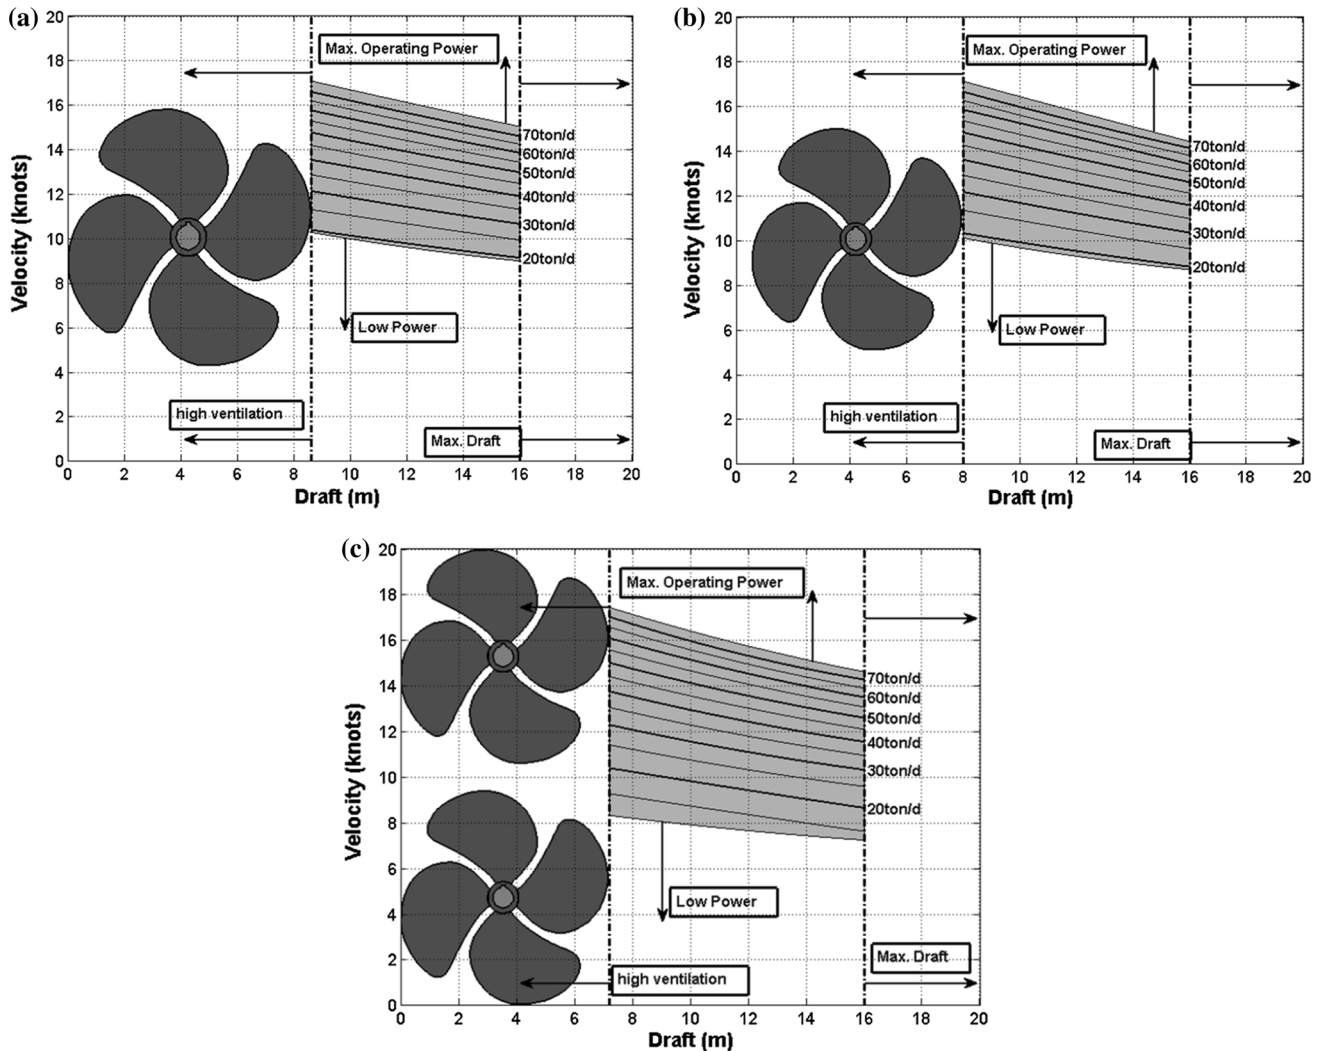 (a)
20
18
16
14
12
10
8
6
4
2
0
Velocity (knots)
Max. Operating Power
70ton/d
60ton/d
50ton/d
40ton/d
30ton/d
20ton/d
Low Power
high ventilation
Max. Draft
0 2 4 6 8 10 12 14 16 18 20
Draft (m)
(b)
20
18
16
14
12
10
8
6
4
2
0
Velocity (knots)
Max. Operating Power
70ton/d
60ton/d
50ton/d
40ton/d
30ton/d
20ton/d
Low Power
high ventilation
Max. Draft
0 2 4 6 8 10 12 14 16 18 20
Draft (m)
(c)
20
18
16
14
12
10
8
6
4
2
0
Velocity (knots)
Max. Operating Power
70ton/d
60ton/d
50ton/d
40ton/d
30ton/d
20ton/d
Low Power
Max. Draft
high ventilation
0 2 4 6 8 10 12 14 16 18 20
Draft (m)